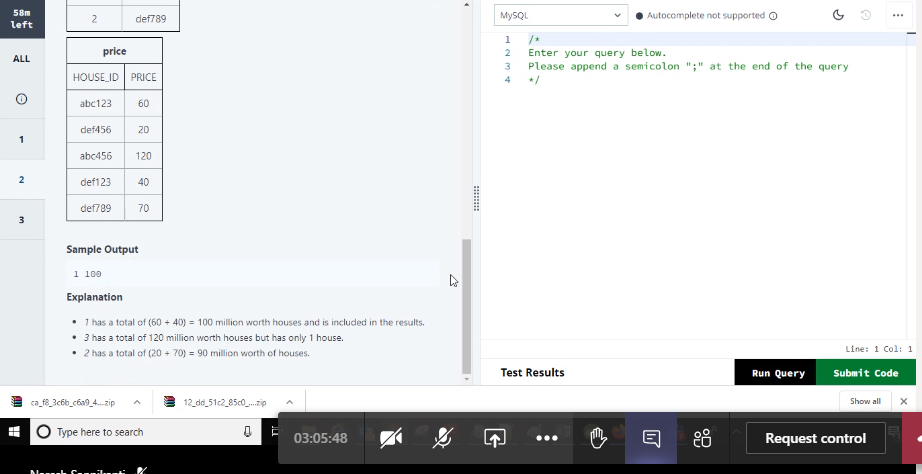 58m
left
ALL
1
2
3
2 def789
price
HOUSE_ID PRICE
abc123 60
def456 20
abc456 120
def123 40
def789 70
Sample Output
1 100
Explanation
• 1 has a total of (60 + 40) = 100 million worth houses and is included in the results.
• 3 has a total of 120 million worth houses but has only 1 house.
• 2 has a total of (20 + 70) = 90 million worth of houses.
MySQL
Autocomplete not supported
1 /*
2 Enter your query below.
3 Please append a semicolon ";" at the end of the query
4 */
Line: 1 Col: 1
Test Results
Run Query
Submit Code
ca_f8_3c6b_c6a9_4....zip
12_dd_51c2_85c0_....zip
Show all
Type here to search
03:05:48
Request control